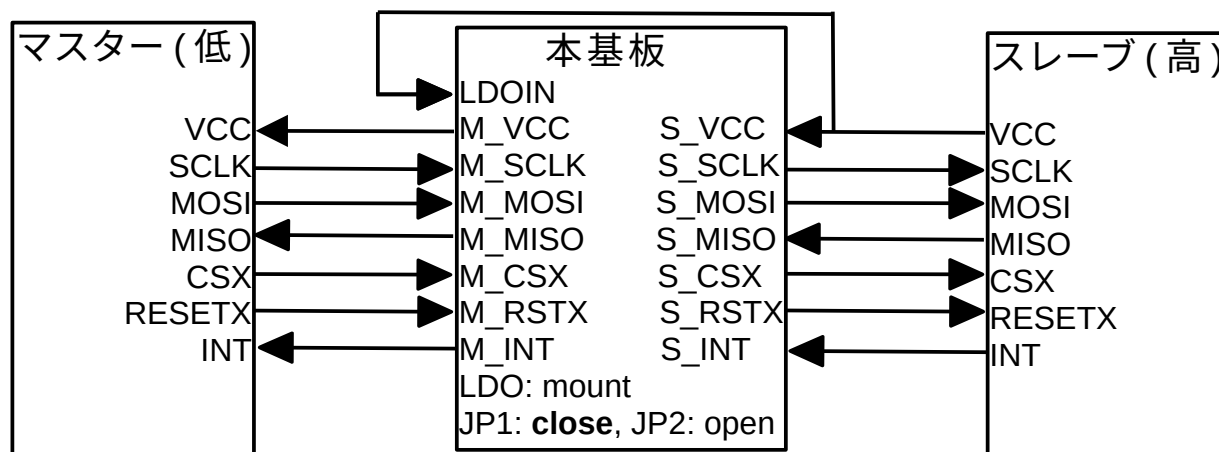 マスター(低)
VCC
SCLK
MOSI
MISO
CSX
RESETX
INT
本基板
LDOIN
M_VCC S_VCC
M_SCLK S_SCLK
M_MOSI S_MOSI
M_MISO S_MISO
M_CSX S_CSX
M_RSTX S_RSTX
M_INT S_INT
LDO: mount
JP1: close, JP2: open
スレーブ(高)
VCC
SCLK
MOSI
MISO
CSX
RESETX
INT